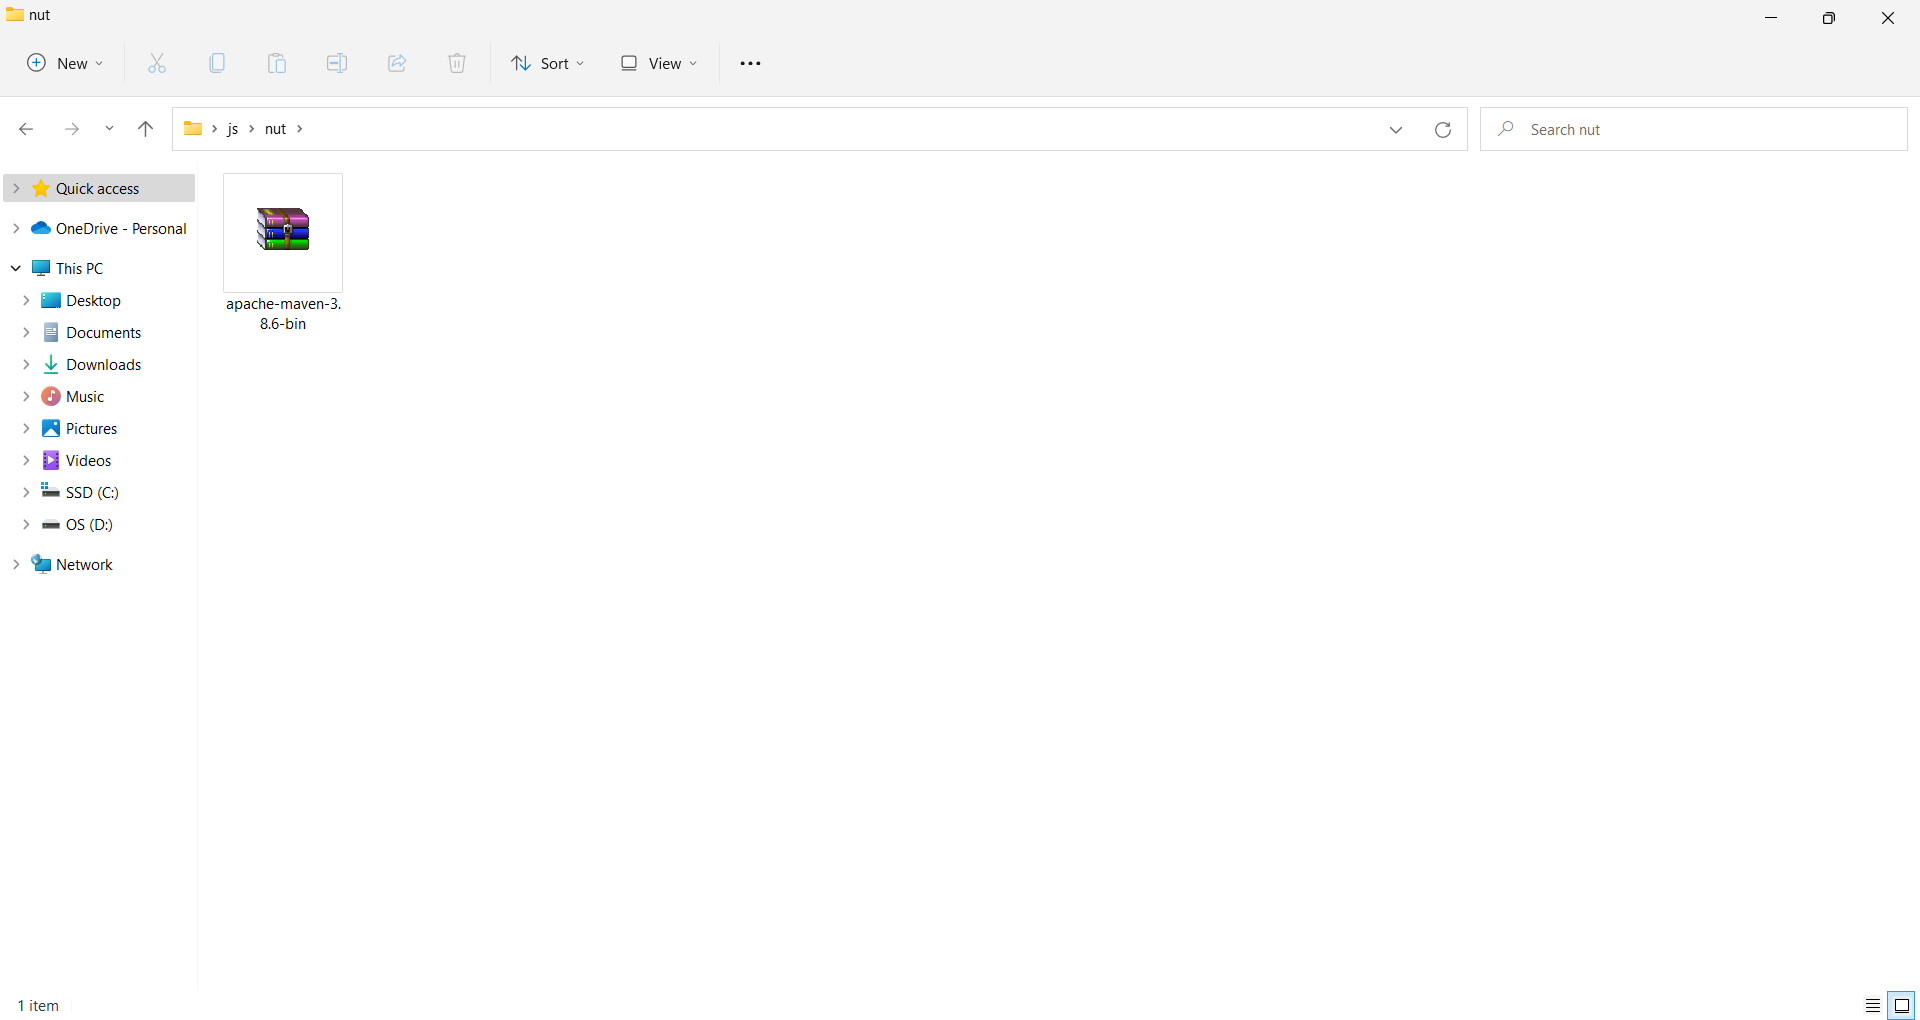 nut
New
Sort
View
js
nut
Search nut
Quick access
OneDrive - Personal
This PC
Desktop
Documents
Downloads
Music
Pictures
Videos
SSD (C:)
OS (D:)
Network
apache-maven-3.
8.6-bin
1 item